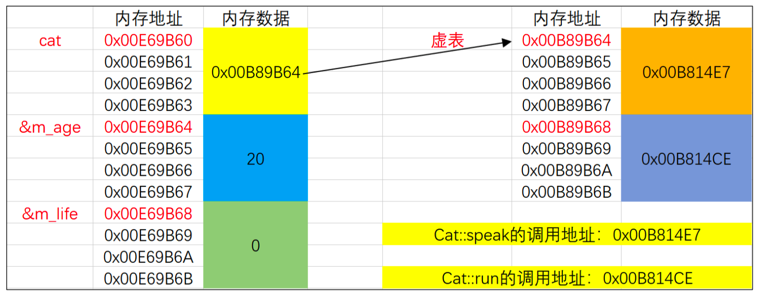 内存地址 内存数据 内存地址 内存数据
cat 0x00E69B60 0x00B89B64 虚表 0x00B89B64 0x00B814E7
0x00E69B61 0x00B89B65
0x00E69B62 0x00B89B66
0x00E69B63 0x00B89B67
&m_age 0x00E69B64 20 0x00B89B68 0x00B814CE
0x00E69B65 0x00B89B69
0x00E69B66 0x00B89B6A
0x00E69B67 0x00B89B6B
&m_life 0x00E69B68 0
0x00E69B69 Cat::speak的调用地址：0x00B814E7
0x00E69B6A
0x00E69B6B Cat::run的调用地址：0x00B814CE